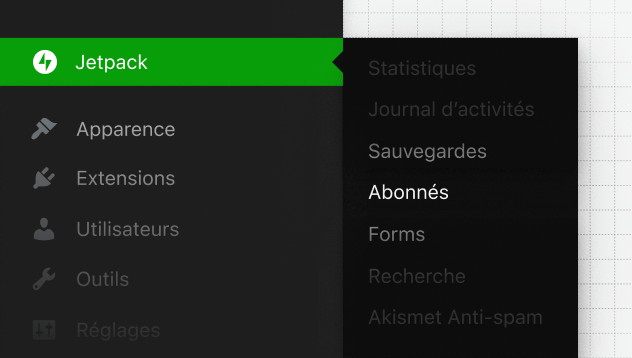 Jetpack
Apparence
Extensions
Utilisateurs
Outils
Réglages
Statistiques
Journal d’activités
Sauvegardes
Abonnés
Forms
Recherche
Akismet Anti-spam